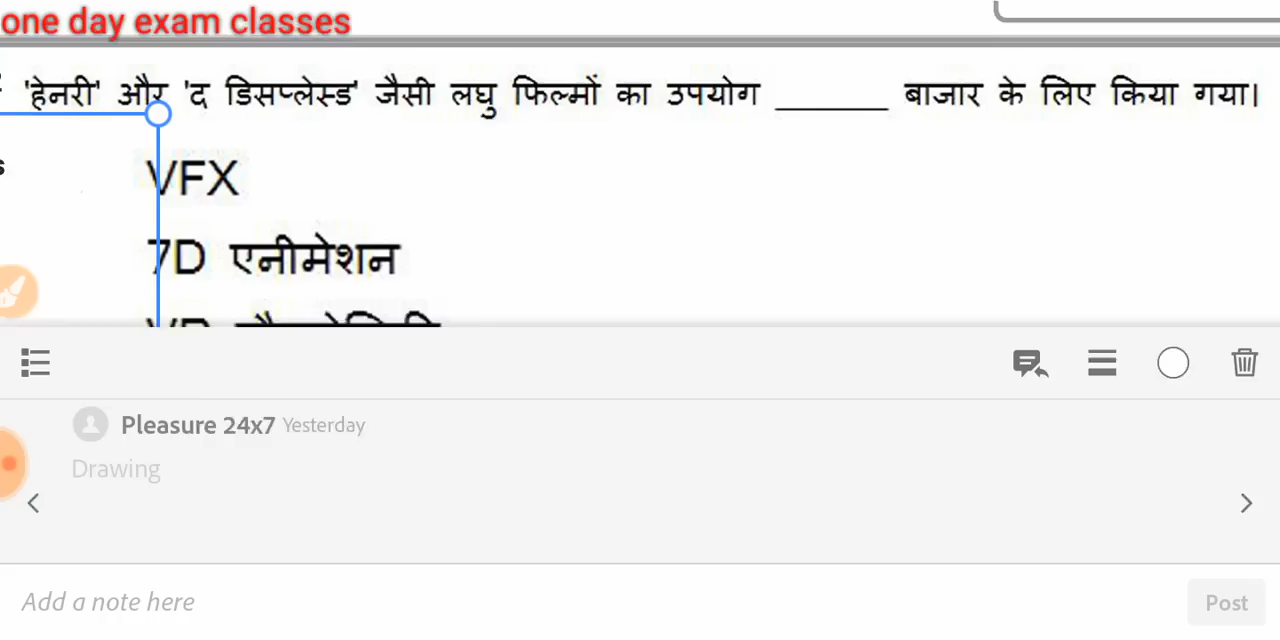 one day exam classes
'हेनरी' और 'द डिसप्लेस्ड' जैसी लघु फिल्मों का उपयोग ______ बाजार के लिए किया गया।
VFX
7D एनीमेशन
Pleasure 24x7 Yesterday
Drawing
Add a note here
Post